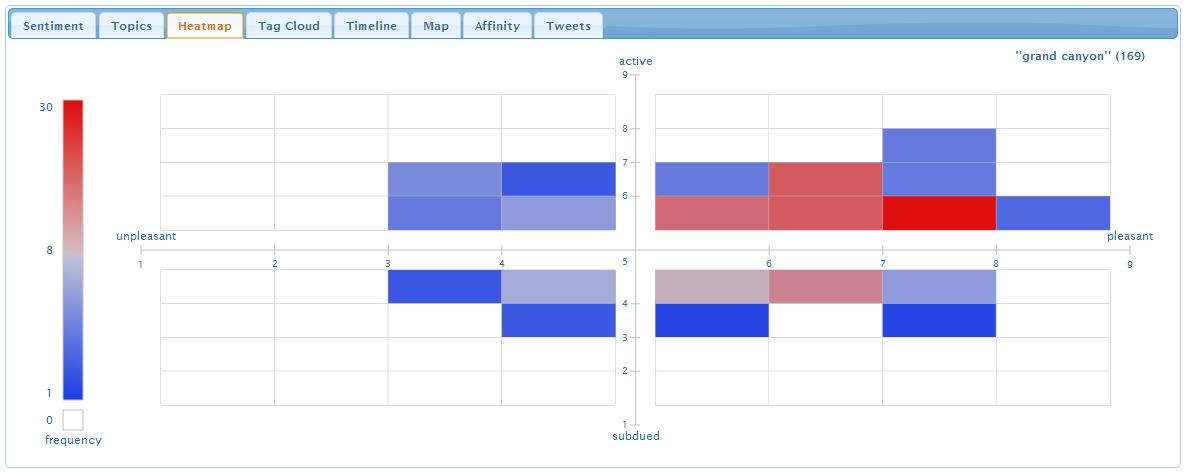 Sentiment Topics Heatmap Tag Cloud Timeline Map Affinity Tweets
"grand canyon" (169)
active
9
30
8
7
6
unpleasant
pleasant
8
1 2 3 4 5 6 7 8 9
4
3
2
1
1
0
frequency
subdued